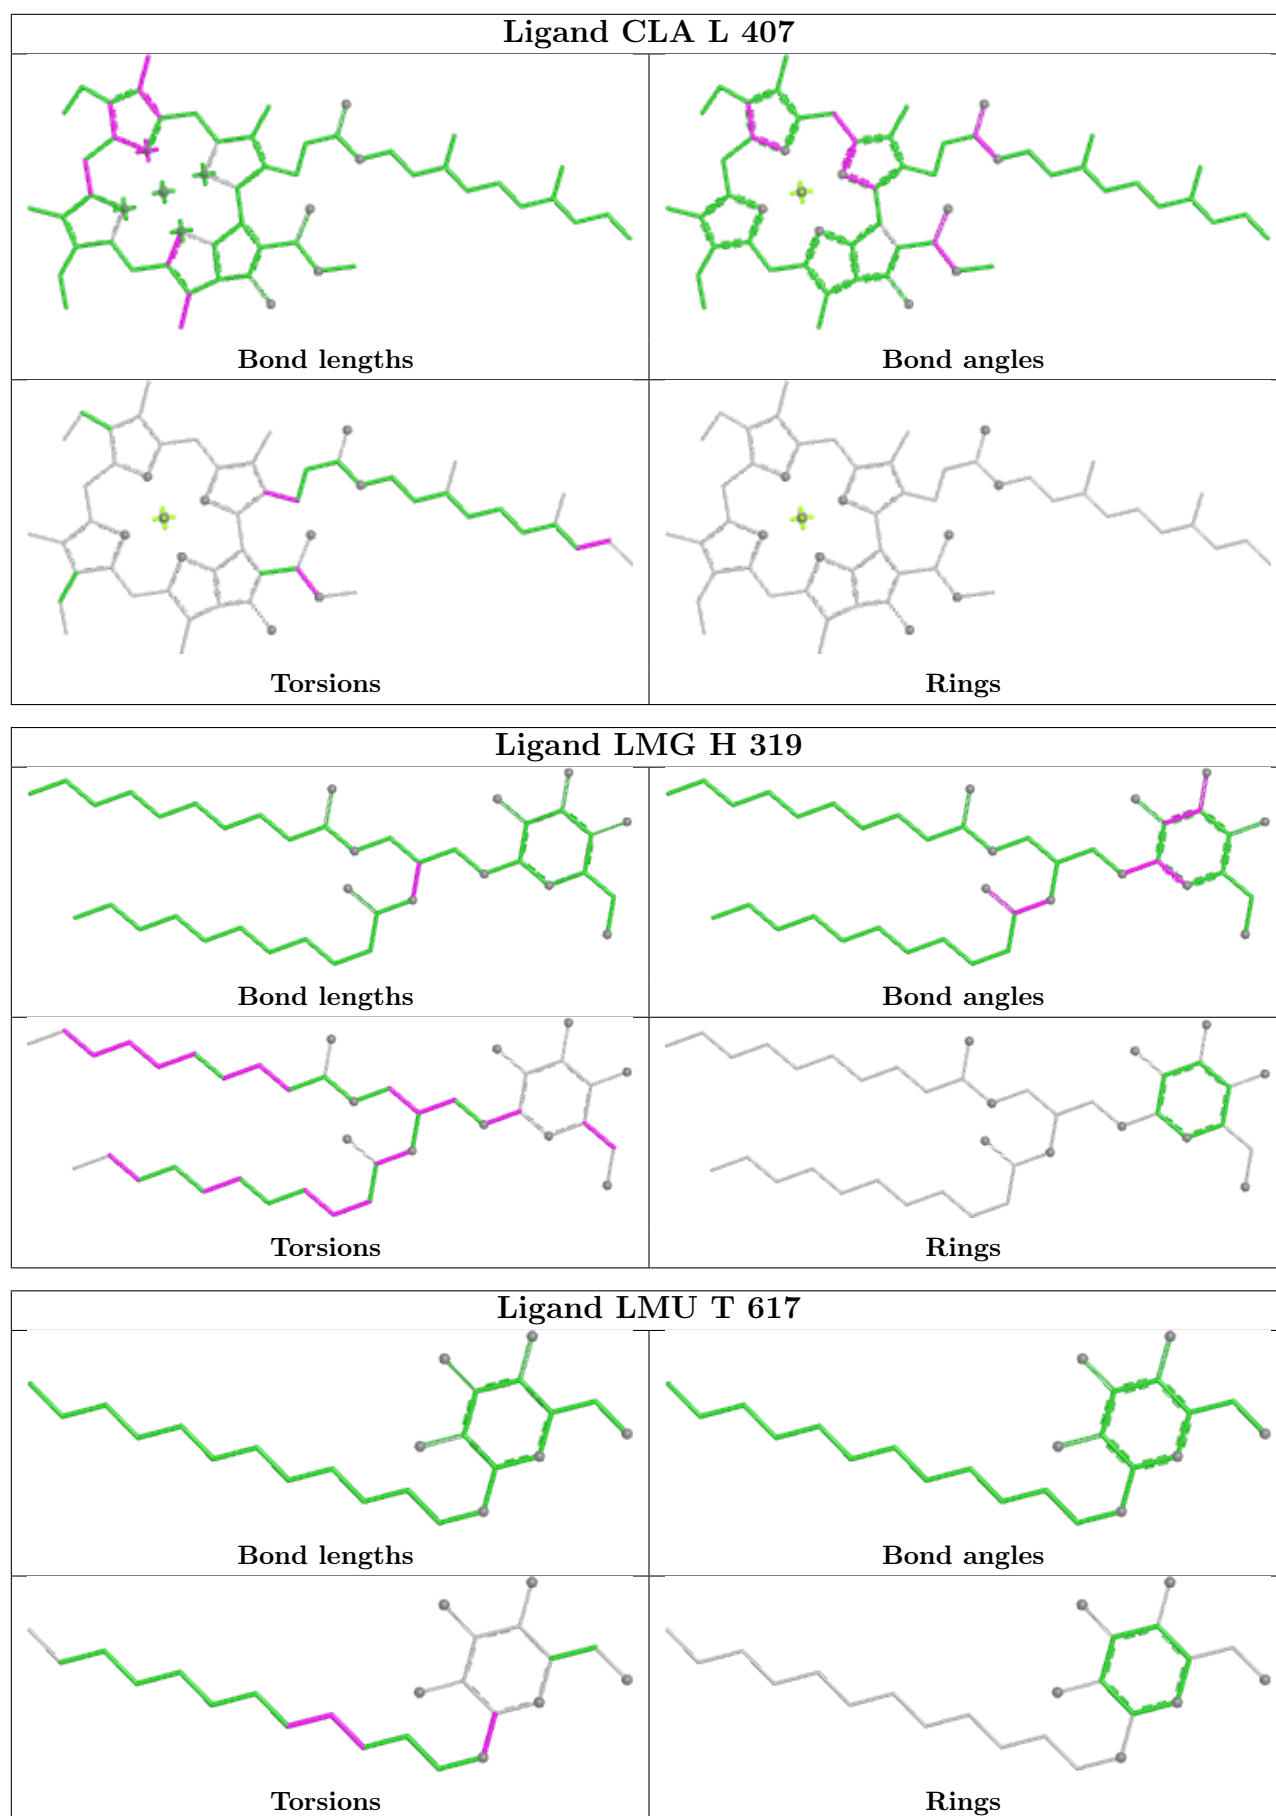 Ligand CLA L 407
Bond lengths
Bond angles
Torsions
Rings
Ligand LMG H 319
Bond lengths
Bond angles
Torsions
Rings
Ligand LMU T 617
Bond lengths
Bond angles
Torsions
Rings